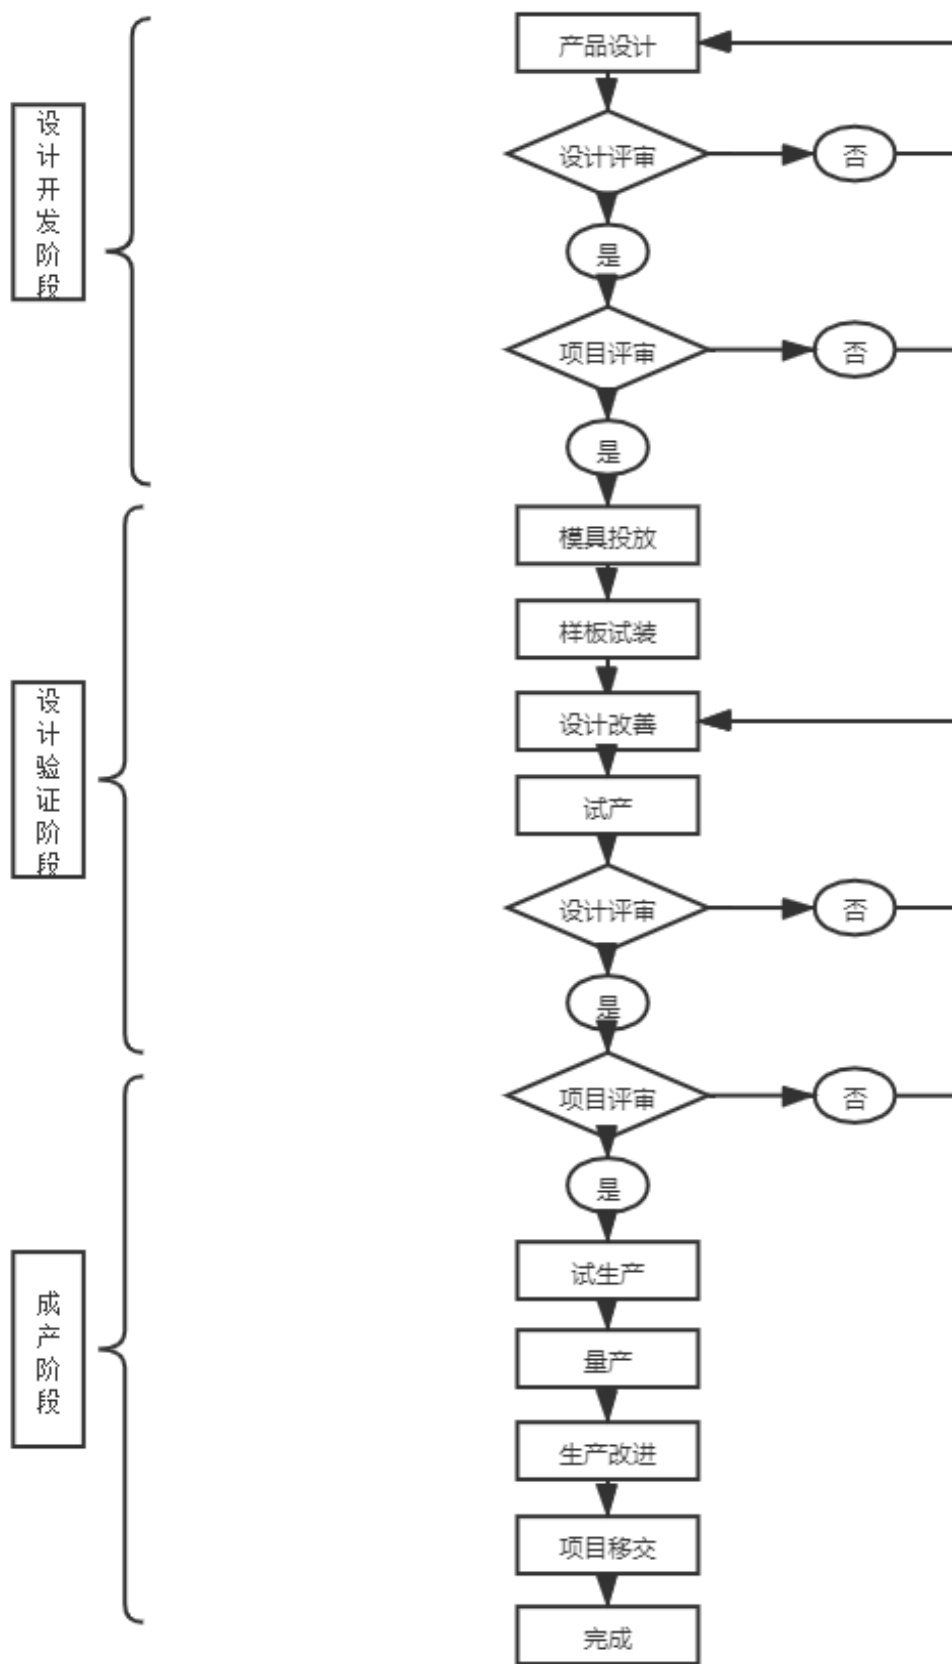 产品设计
设计评审
否
设计开发阶段
是
项目评审
否
是
模具投放
样板试装
设计改善
设计验证阶段
试产
设计评审
否
是
项目评审
否
是
试生产
成产阶段
量产
生产改进
项目移交
完成